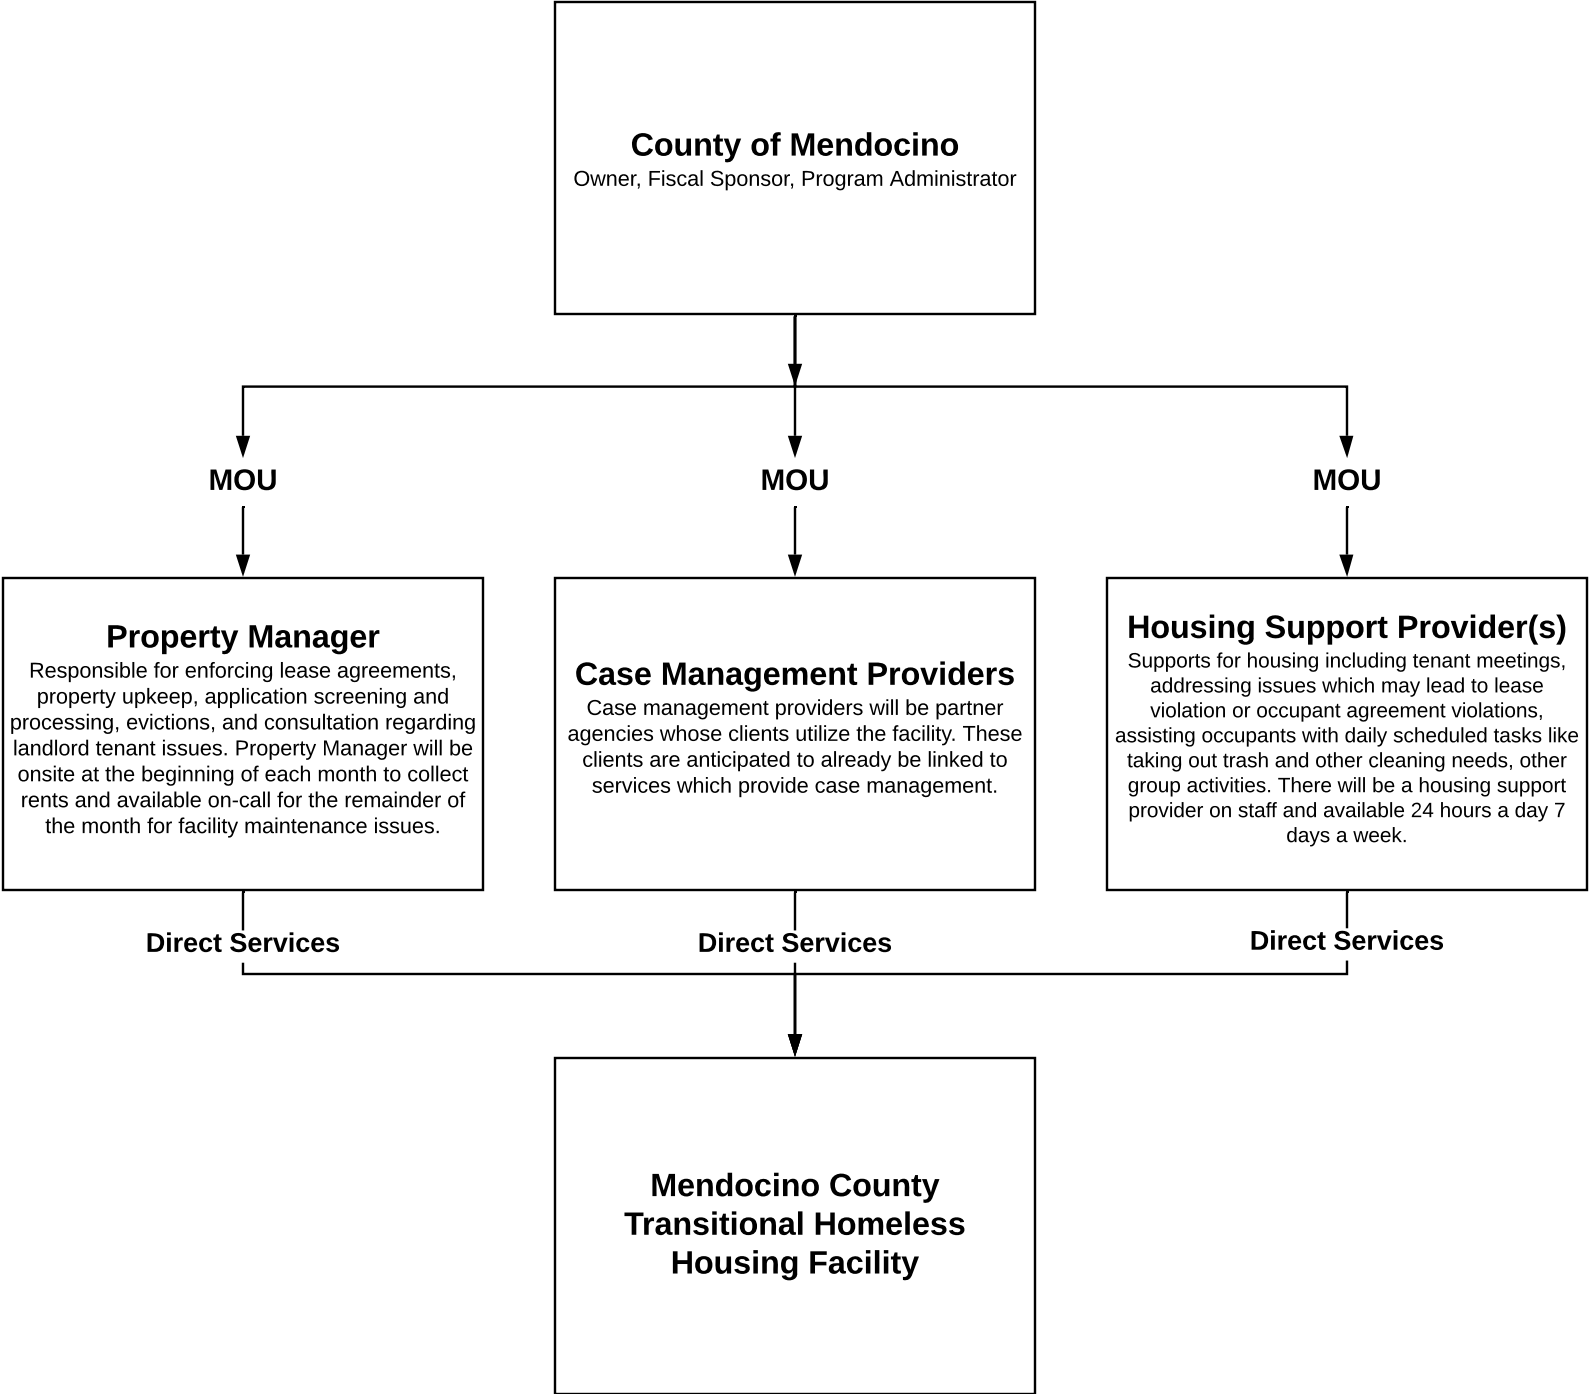 County of Mendocino
Owner, Fiscal Sponsor, Program Administrator
MOU
MOU
MOU
Property Manager
Responsible for enforcing lease agreements,
property upkeep, application screening and
processing, evictions, and consultation regarding
landlord tenant issues. Property Manager will be
onsite at the beginning of each month to collect
rents and available on-call for the remainder of
the month for facility maintenance issues.
Case Management Providers
Case management providers will be partner
agencies whose clients utilize the facility. These
clients are anticipated to already be linked to
services which provide case management.
Housing Support Provider(s)
Supports for housing including tenant meetings,
addressing issues which may lead to lease
violation or occupant agreement violations,
assisting occupants with daily scheduled tasks like
taking out trash and other cleaning needs, other
group activities. There will be a housing support
provider on staff and available 24 hours a day 7
days a week.
Direct Services
Direct Services
Direct Services
Mendocino County
Transitional Homeless
Housing Facility